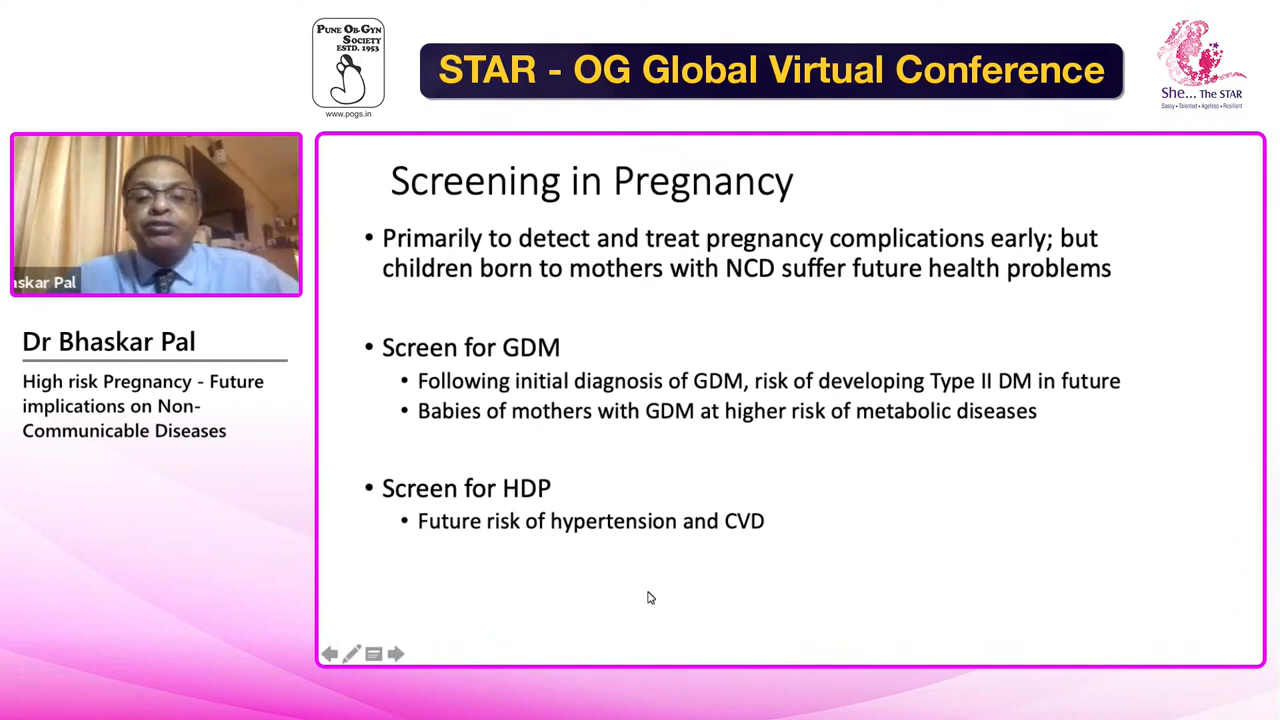 PUNE OB-GYN
SOCIETY
ESTD. 1953
www.pogs.in
STAR - OG Global Virtual Conference
She... The STAR
Sassy • Talented • Ageless • Resilient
askar Pal
Dr Bhaskar Pal
High risk Pregnancy - Future
implications on Non-
Communicable Diseases
Screening in Pregnancy
• Primarily to detect and treat pregnancy complications early; but
children born to mothers with NCD suffer future health problems
• Screen for GDM
• Following initial diagnosis of GDM, risk of developing Type II DM in future
• Babies of mothers with GDM at higher risk of metabolic diseases
• Screen for HDP
• Future risk of hypertension and CVD